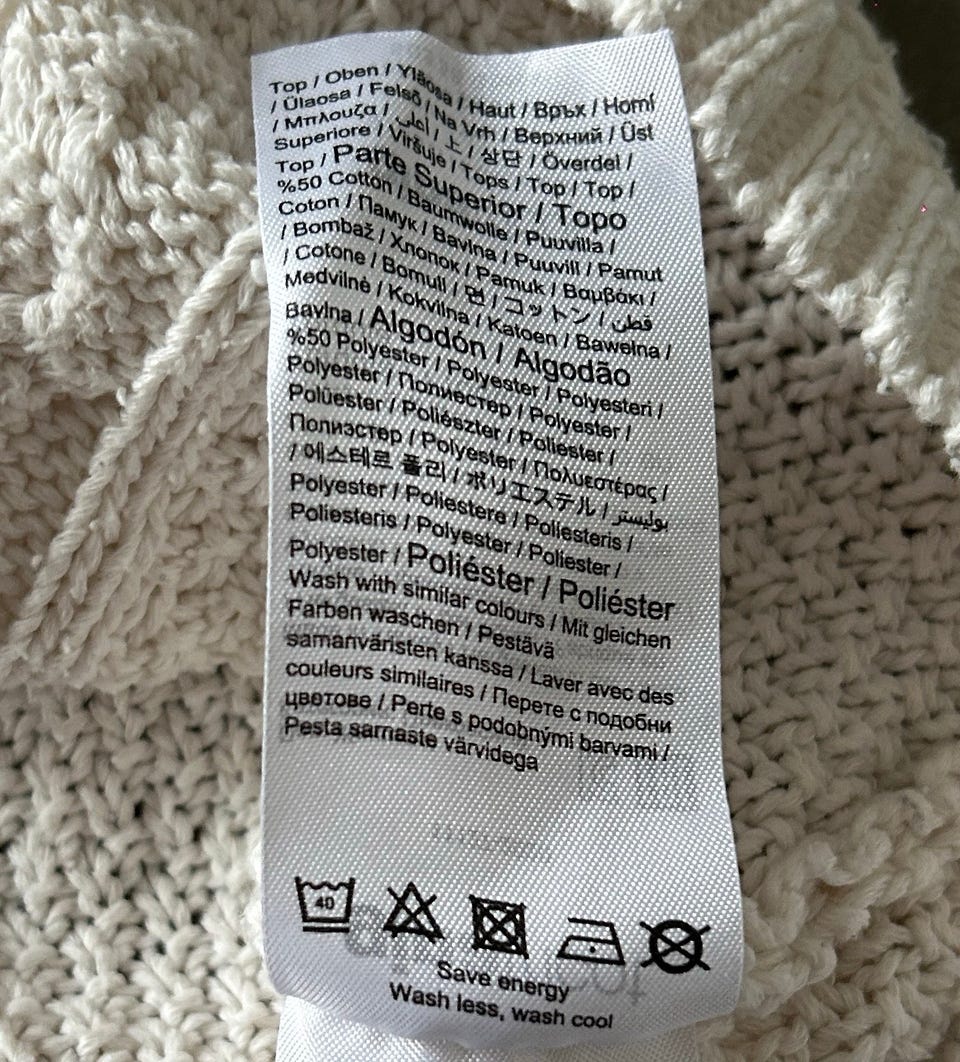 Top / Oben / Yläosa / Haut / Връх / Horní
/ Ülaosa / Felső / Na Vrh / Верхний / Üst
/ Μπλουζα / أعلى / 上 / 상단 / Överdel /
Superiore / Viršuje / Tops / Top / Top /
Top / Parte Superior / Topo
%50 Cotton / Baumwolle / Puuvilla /
Coton / Памук / Bavlna / Puuvill / Pamut
/ Bombaž / Хлопок / Pamuk / Βαμβάκι /
/ Cotone / Bomull / 면 / コットン / قطن
Medvilnė / Kokvilna / Katoen / Bawełna /
Bavlna / Algodón / Algodão
%50 Polyester / Polyester / Polyesteri /
Polyester / Полиестер / Polyester /
Polüester / Poliészter / Poliester /
Полиэстер / Polyester / Πολυεστέρας /
/ 에스테르 폴리 / ポリエステル / بوليستر
Polyester / Poliestere / Poliesteris /
Poliesteris / Polyester / Poliester /
Polyester / Poliéster / Poliéster
Wash with similar colours / Mit gleichen
Farben waschen / Pestävä
samanväristen kanssa / Laver avec des
couleurs similaires / Перете с подобни
цветове / Perte s podobnými barvami /
Pesta samaste värvidega
40
Save energy
Wash less, wash cool